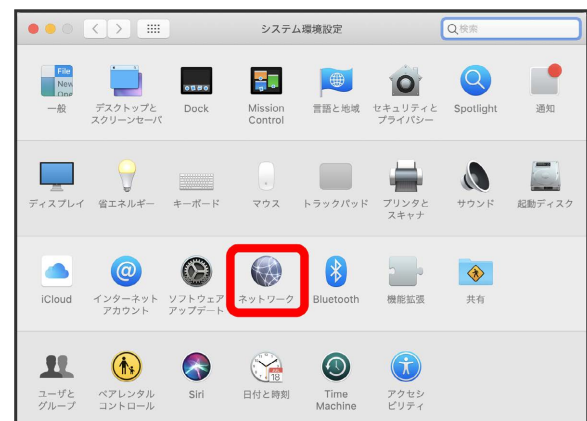 システム環境設定
検索
File
New
一般
デスクトップと
スクリーンセーバ
Dock
Mission
Control
言語と地域
セキュリティと
プライバシー
Spotlight
通知
ディスプレイ
省エネルギー
キーボード
マウス
トラックパッド
プリンタと
スキャナ
サウンド
起動ディスク
iCloud
インターネット
アカウント
ソフトウェア
アップデート
ネットワーク
Bluetooth
機能拡張
共有
ユーザと
グループ
ペアレンタル
コントロール
Siri
日付と時刻
18
Time
Machine
アクセシ
ビリティ